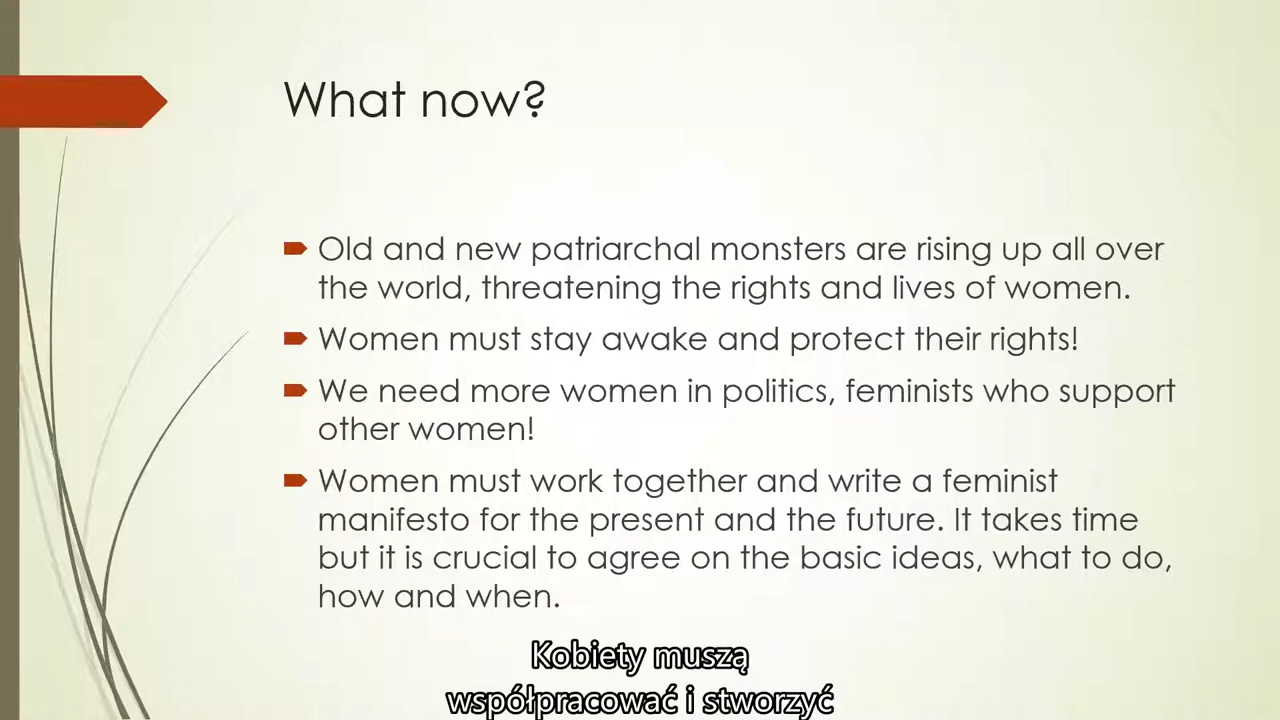 What now?
Old and new patriarchal monsters are rising up all over
the world, threatening the rights and lives of women.
Women must stay awake and protect their rights!
We need more women in politics, feminists who support
other women!
Women must work together and write a feminist
manifesto for the present and the future. It takes time
but it is crucial to agree on the basic ideas, what to do,
how and when.
Kobiety muszą
współpracować i stworzyć